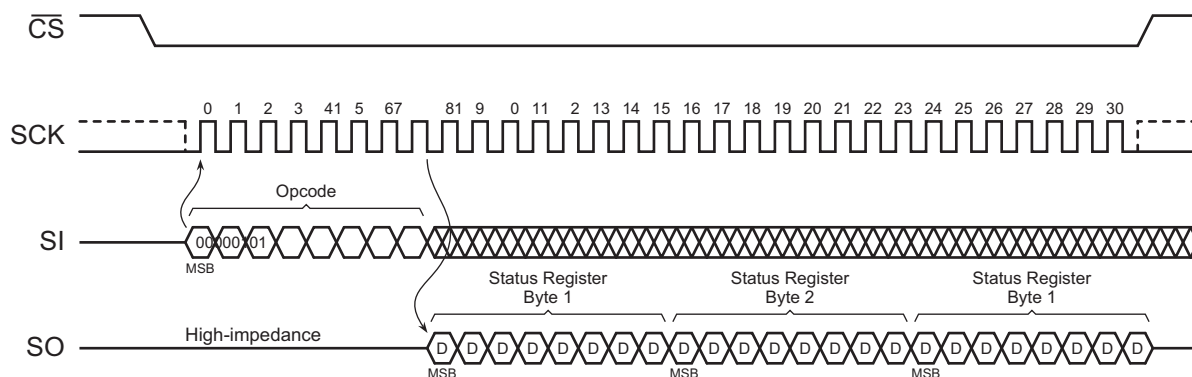 CS
0 1 2 3 41 5 67 81 9 0 11 2 13 14 15 16 17 18 19 20 21 22 23 24 25 26 27 28 29 30
SCK
Opcode
SI
00000101
MSB
Status Register Byte 1
Status Register Byte 2
Status Register Byte 1
High-impedance
SO
D D D D D D D D D D D D D D D D D D D D D D D D
MSB MSB MSB